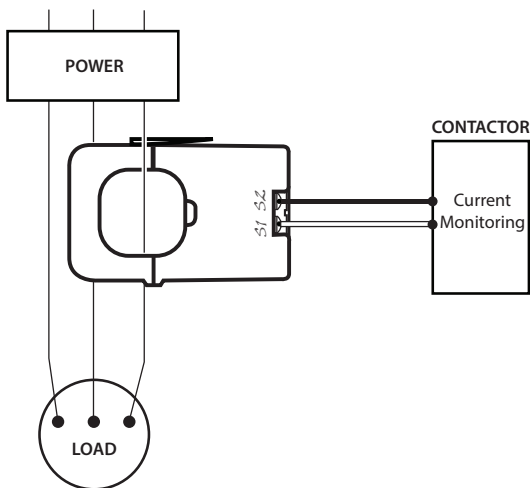 POWER
CONTACTOR
S1 S2
Current
Monitoring
LOAD